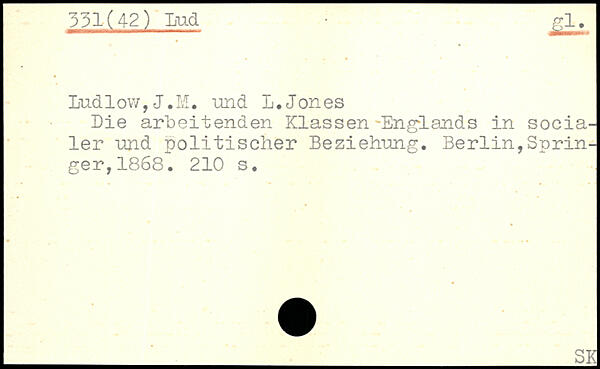 331(42) Lud gl.
Ludlow,J.M. und L.Jones
Die arbeitenden Klassen Englands in socia-
ler und politischer Beziehung. Berlin,Sprin-
ger,1868. 210 s.
SK